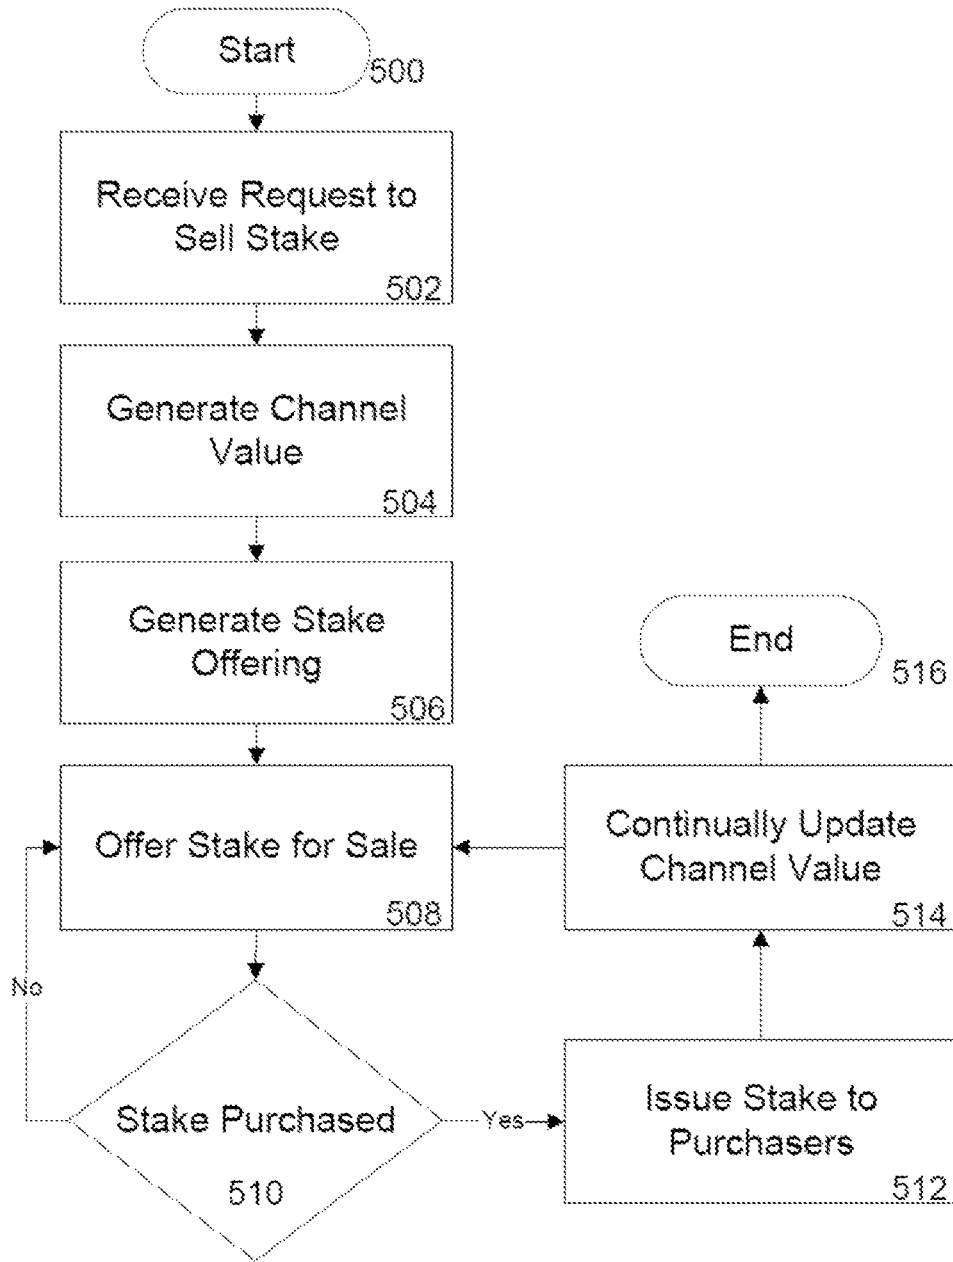 Start
500
Receive Request to
Sell Stake
502
Generate Channel
Value
504
Generate Stake
Offering
506
Offer Stake for Sale
508
No
Stake Purchased
510
Yes
Issue Stake to
Purchasers
512
Continually Update
Channel Value
514
End
516